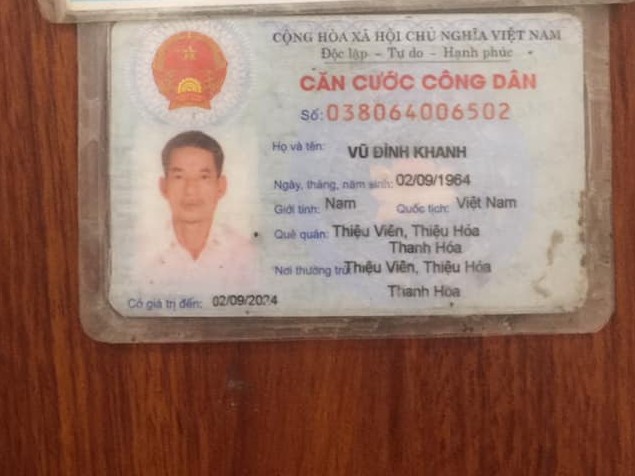 CỘNG HÒA XÃ HỘI CHỦ NGHĨA VIỆT NAM
Độc lập - Tự do - Hạnh phúc
CĂN CƯỚC CÔNG DÂN
Số: 038064006502
Họ và tên: VŨ ĐÌNH KHANH
Ngày, tháng, năm sinh: 02/09/1964
Giới tính: Nam Quốc tịch: Việt Nam
Quê quán: Thiệu Viên, Thiệu Hóa
Thanh Hóa
Nơi thường trú: Thiệu Viên, Thiệu Hóa
Thanh Hóa
Có giá trị đến: 02/09/2024